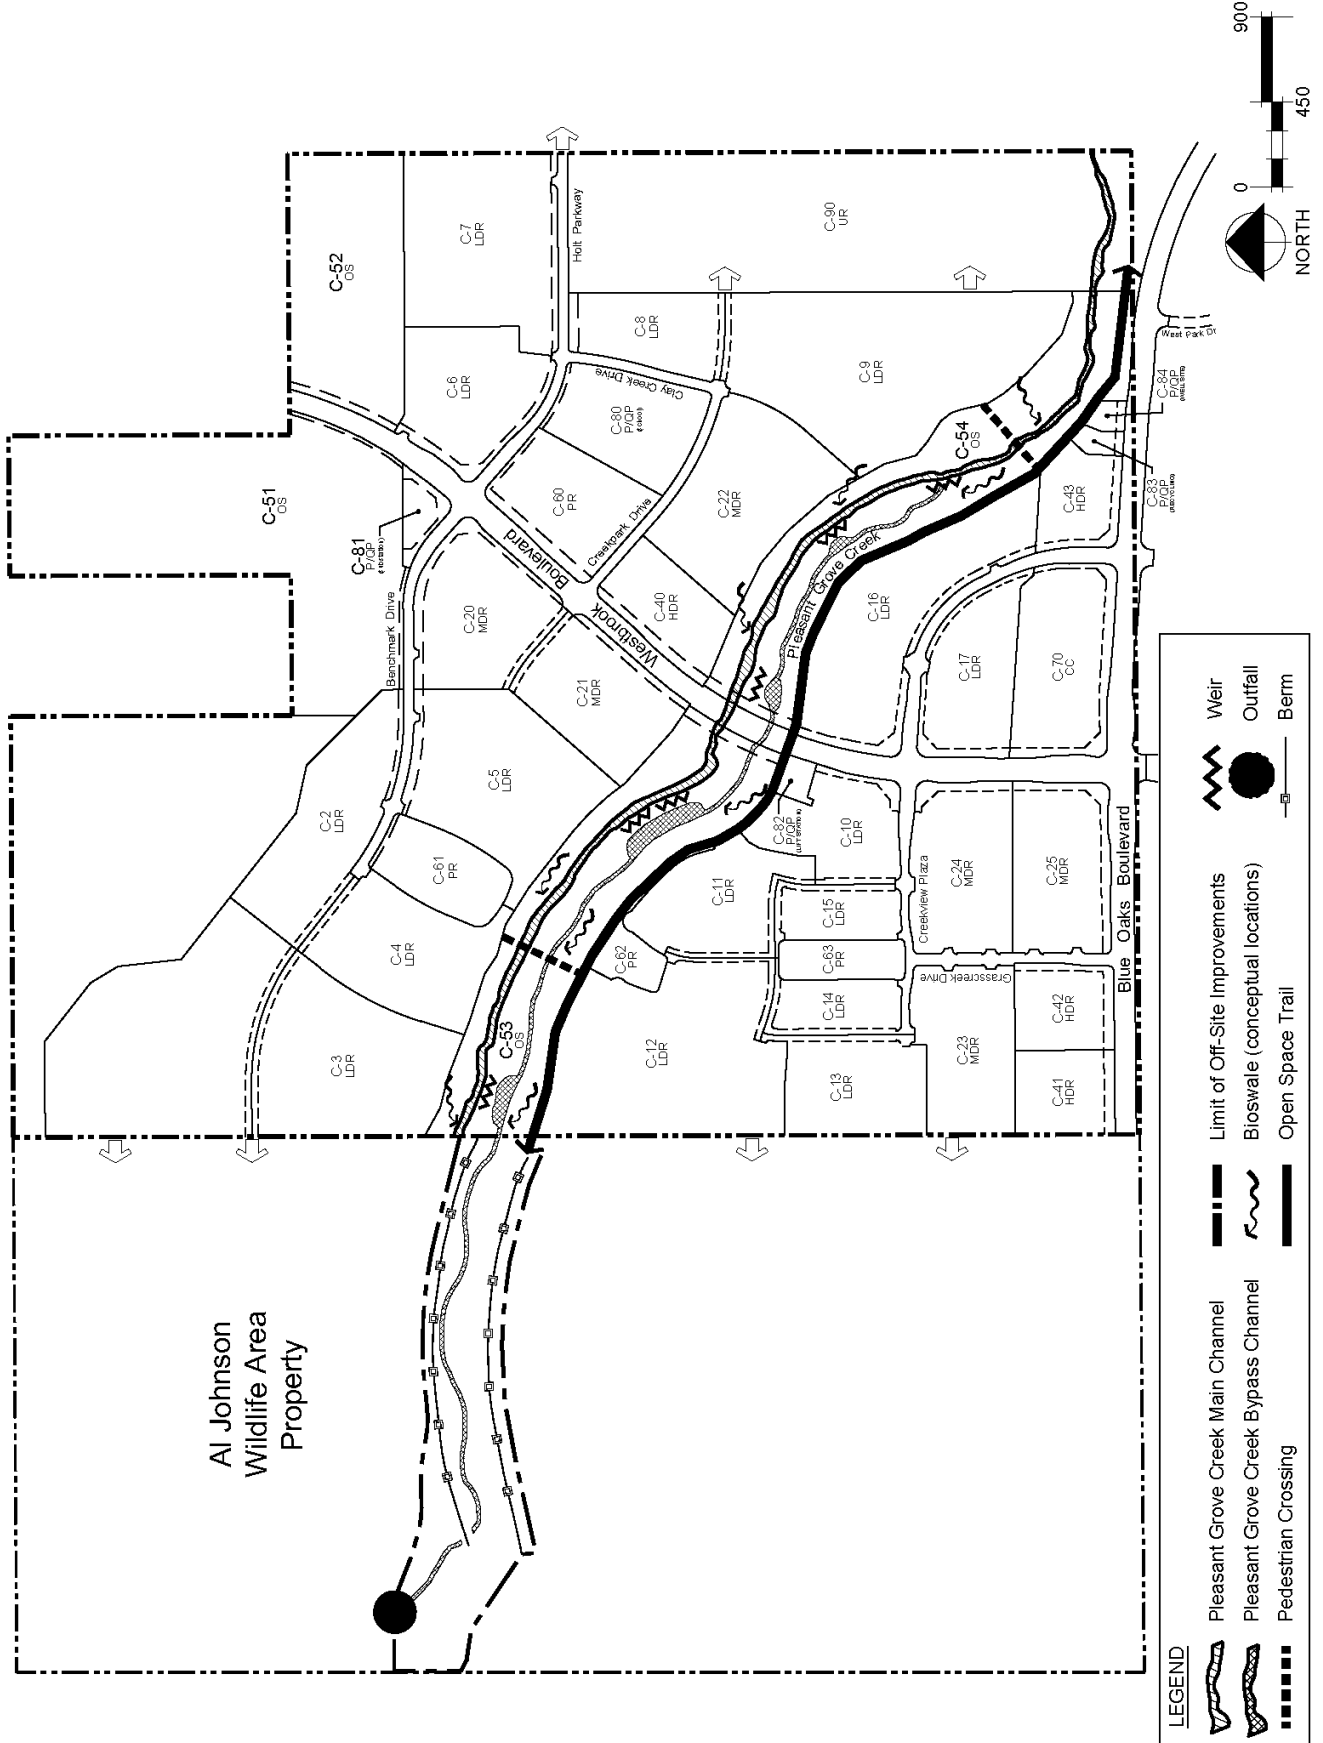 Al Johnson
Wildlife Area
Property
C-51
OS
C-52
OS
C-2
LDR
C-3
LDR
C-4
LDR
C-61
PR
C-5
LDR
Benchmark Drive
C-81
P/QP
C-20
MDR
C-21
MDR
Westbrook
Boulevard
C-6
LDR
C-7
LDR
Holt Parkway
C-60
PR
C-80
P/QP
(SCHOOL)
Clay Creek Drive
C-8
LDR
Creekpark Drive
C-40
HDR
C-22
MDR
C-9
LDR
C-90
UR
C-53
OS
C-54
OS
Pleasant Grove Creek
C-12
LDR
C-62
PR
C-11
LDR
C-82
P/QP
(LIFT STATION)
C-10
LDR
C-16
LDR
C-13
LDR
C-14
LDR
C-63
PR
C-15
LDR
Creekview Plaza
Grasscreek Drive
C-23
MDR
C-24
MDR
C-17
LDR
C-43
HDR
C-41
HDR
C-42
HDR
C-25
MDR
C-70
CC
C-83
P/QP
(RECYCLING)
C-84
P/QP
(WELL SITE)
Blue Oaks Boulevard
West Park Dr
LEGEND
Pleasant Grove Creek Main Channel
Pleasant Grove Creek Bypass Channel
Pedestrian Crossing
Limit of Off-Site Improvements
Bioswale (conceptual locations)
Open Space Trail
Weir
Outfall
Berm
NORTH
0
450
900